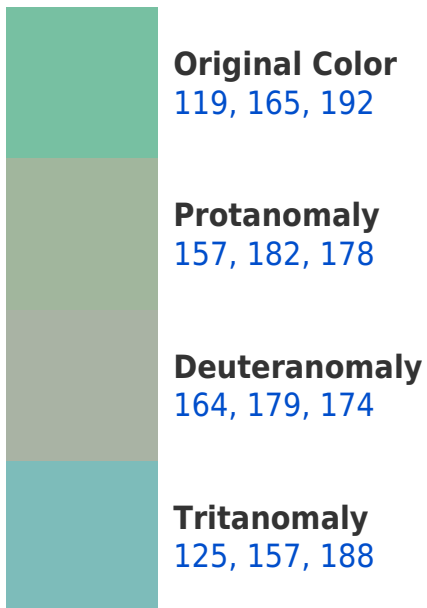 Original Color
119, 165, 192
Protanomaly
157, 182, 178
Deuteranomaly
164, 179, 174
Tritanomaly
125, 157, 188